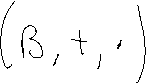 (B, +, ·)